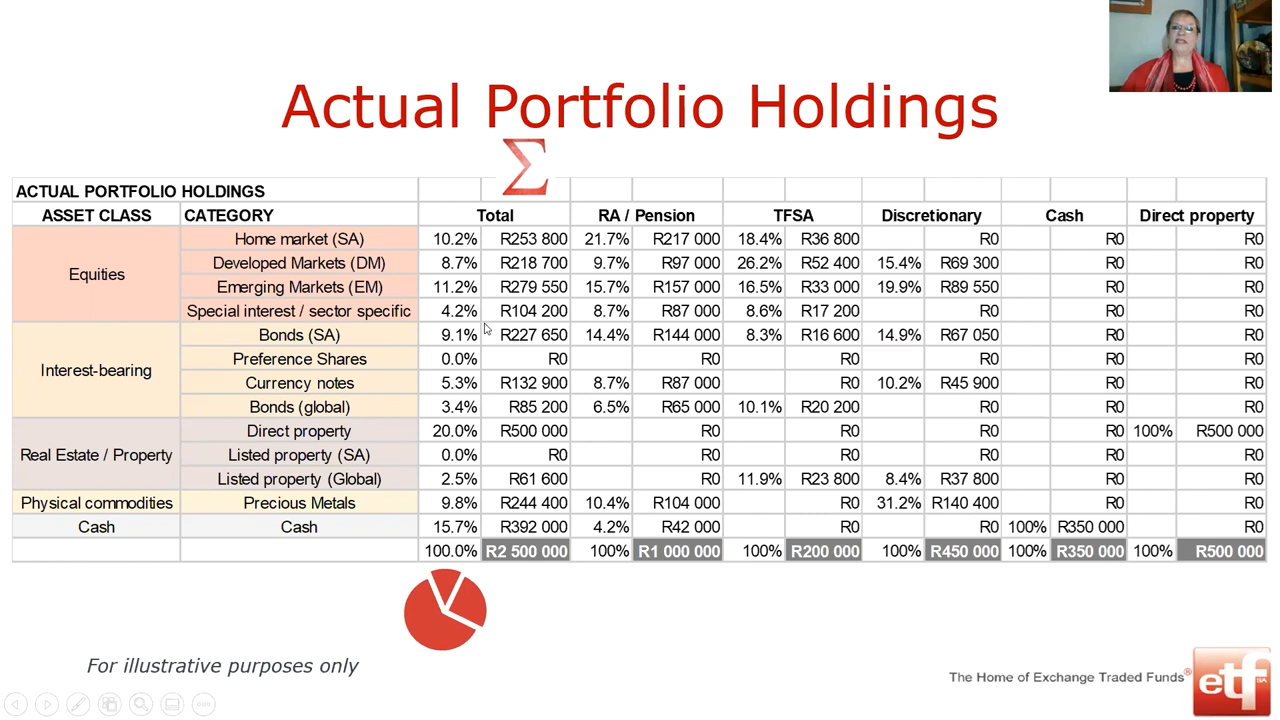 Actual Portfolio Holdings
Σ
ACTUAL PORTFOLIO HOLDINGS
ASSET CLASS CATEGORY Total RA / Pension TFSA Discretionary Cash Direct property
Equities
Home market (SA) 10.2% R253 800 21.7% R217 000 18.4% R36 800 R0 R0 R0
Developed Markets (DM) 8.7% R218 700 9.7% R97 000 26.2% R52 400 15.4% R69 300 R0 R0
Emerging Markets (EM) 11.2% R279 550 15.7% R157 000 16.5% R33 000 19.9% R89 550 R0 R0
Special interest / sector specific 4.2% R104 200 8.7% R87 000 8.6% R17 200 R0 R0 R0
Interest-bearing
Bonds (SA) 9.1% R227 650 14.4% R144 000 8.3% R16 600 14.9% R67 050 R0 R0
Preference Shares 0.0% R0 R0 R0 R0 R0 R0
Currency notes 5.3% R132 900 8.7% R87 000 R0 10.2% R45 900 R0 R0
Bonds (global) 3.4% R85 200 6.5% R65 000 10.1% R20 200 R0 R0 R0
Real Estate / Property
Direct property 20.0% R500 000 R0 R0 R0 R0 100% R500 000
Listed property (SA) 0.0% R0 R0 R0 R0 R0 R0
Listed property (Global) 2.5% R61 600 R0 11.9% R23 800 8.4% R37 800 R0 R0
Physical commodities Precious Metals 9.8% R244 400 10.4% R104 000 R0 31.2% R140 400 R0 R0
Cash Cash 15.7% R392 000 4.2% R42 000 R0 R0 100% R350 000 R0
100.0% R2 500 000 100% R1 000 000 100% R200 000 100% R450 000 100% R350 000 100% R500 000
For illustrative purposes only
The Home of Exchange Traded Funds®
etf SA